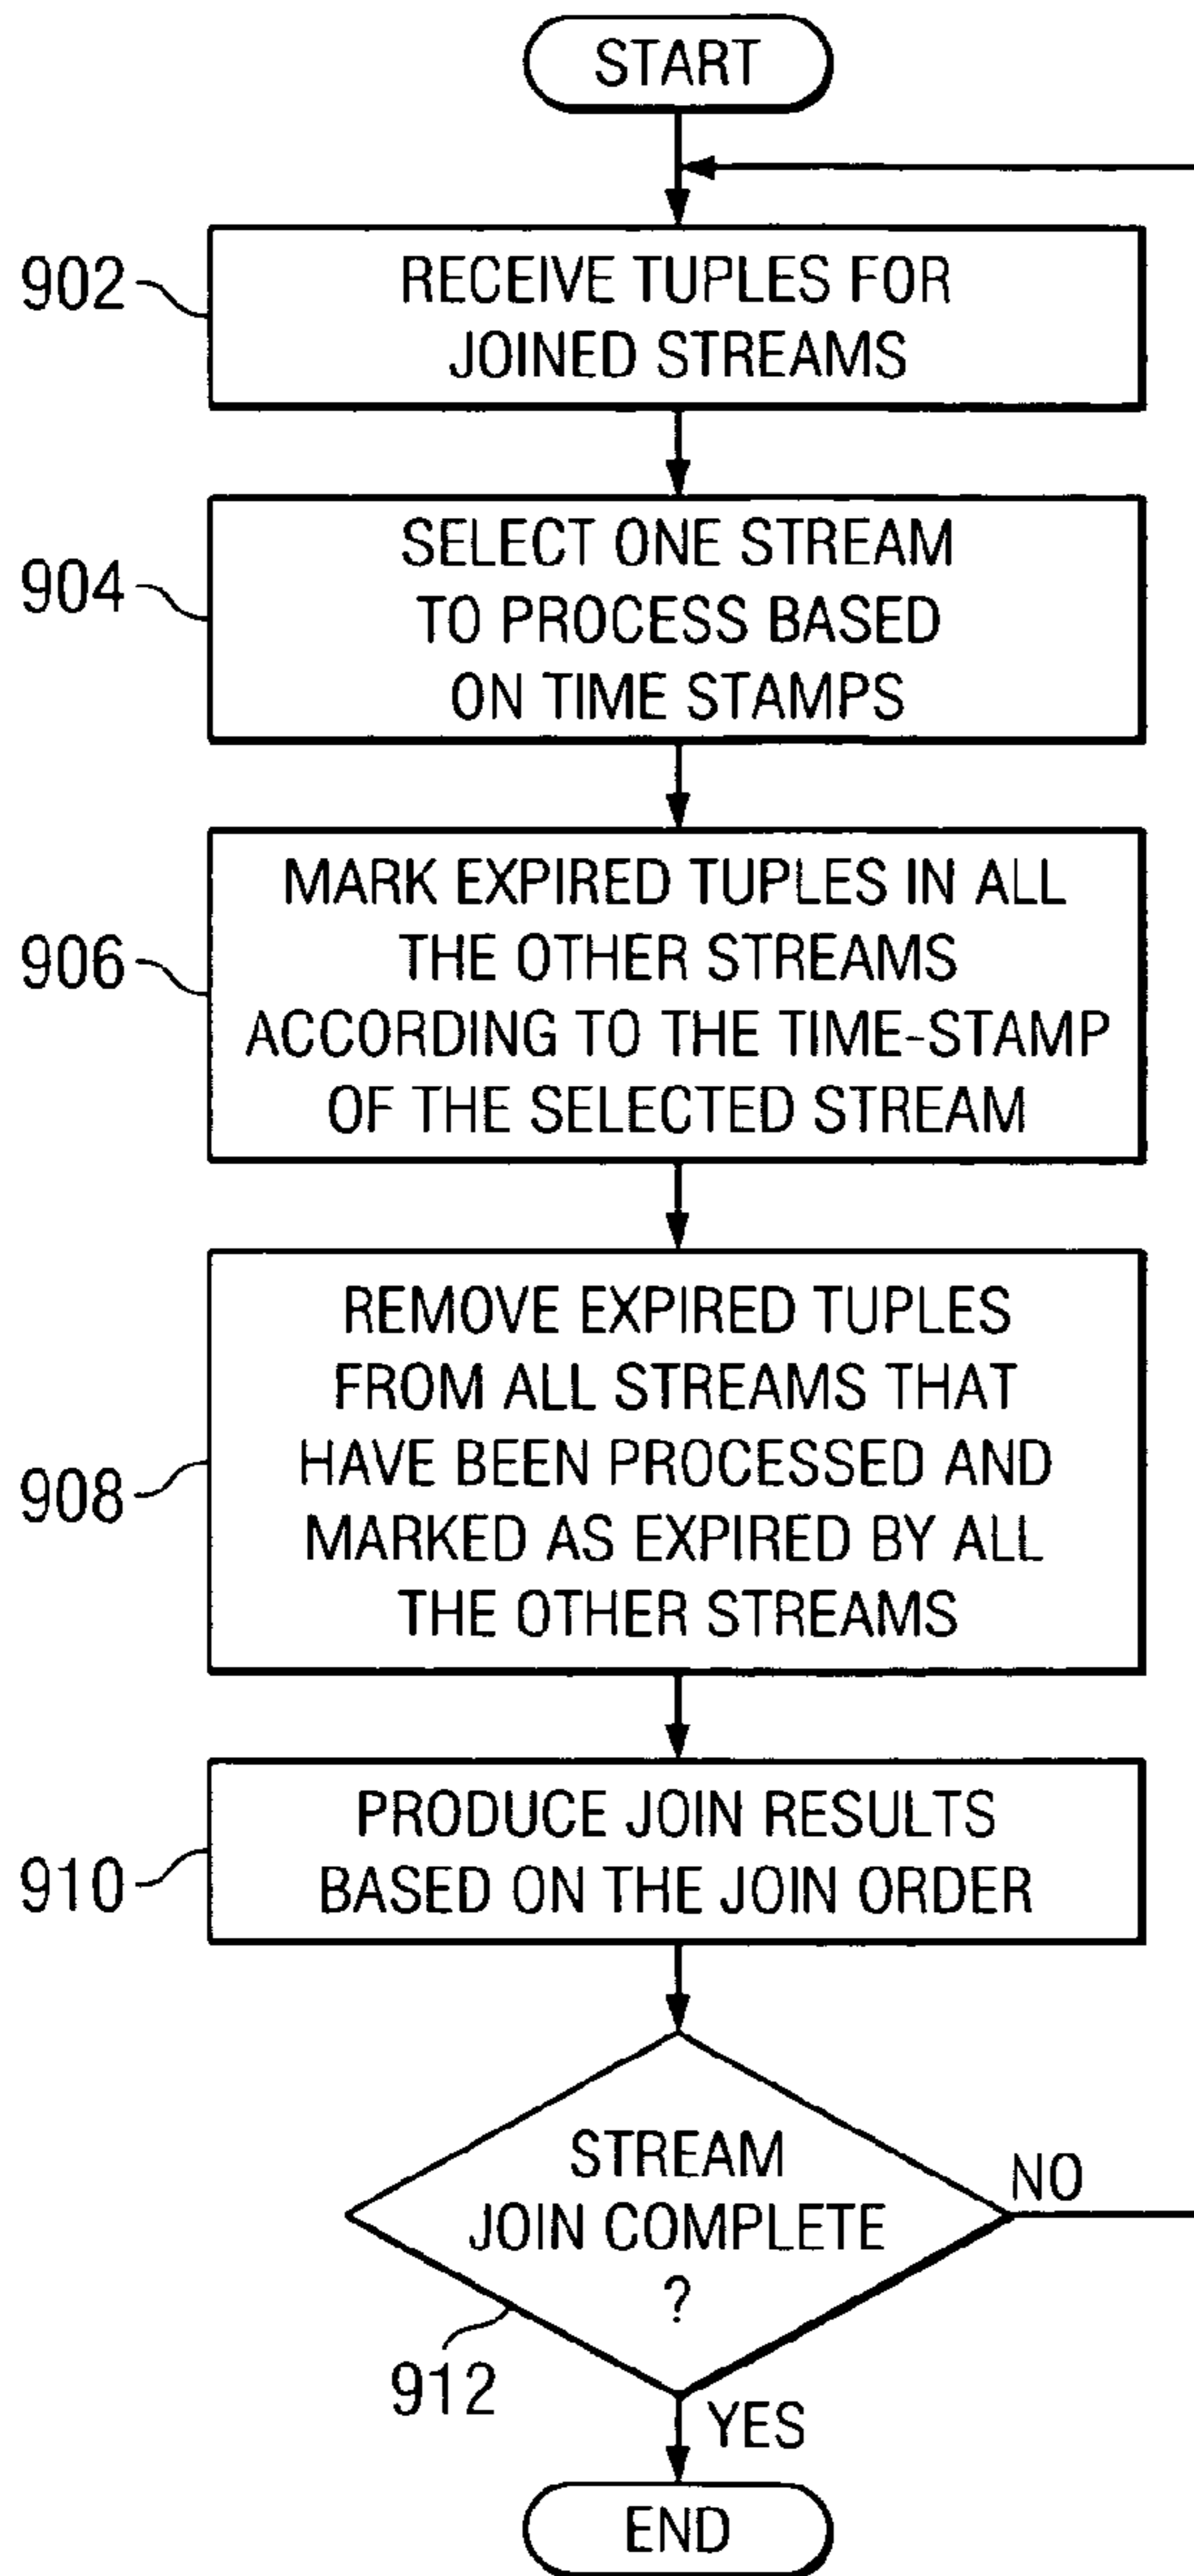 START
902
RECEIVE TUPLES FOR
JOINED STREAMS
904
SELECT ONE STREAM
TO PROCESS BASED
ON TIME STAMPS
906
MARK EXPIRED TUPLES IN ALL
THE OTHER STREAMS
ACCORDING TO THE TIME-STAMP
OF THE SELECTED STREAM
908
REMOVE EXPIRED TUPLES
FROM ALL STREAMS THAT
HAVE BEEN PROCESSED AND
MARKED AS EXPIRED BY ALL
THE OTHER STREAMS
910
PRODUCE JOIN RESULTS
BASED ON THE JOIN ORDER
STREAM
JOIN COMPLETE
?
NO
912
YES
END